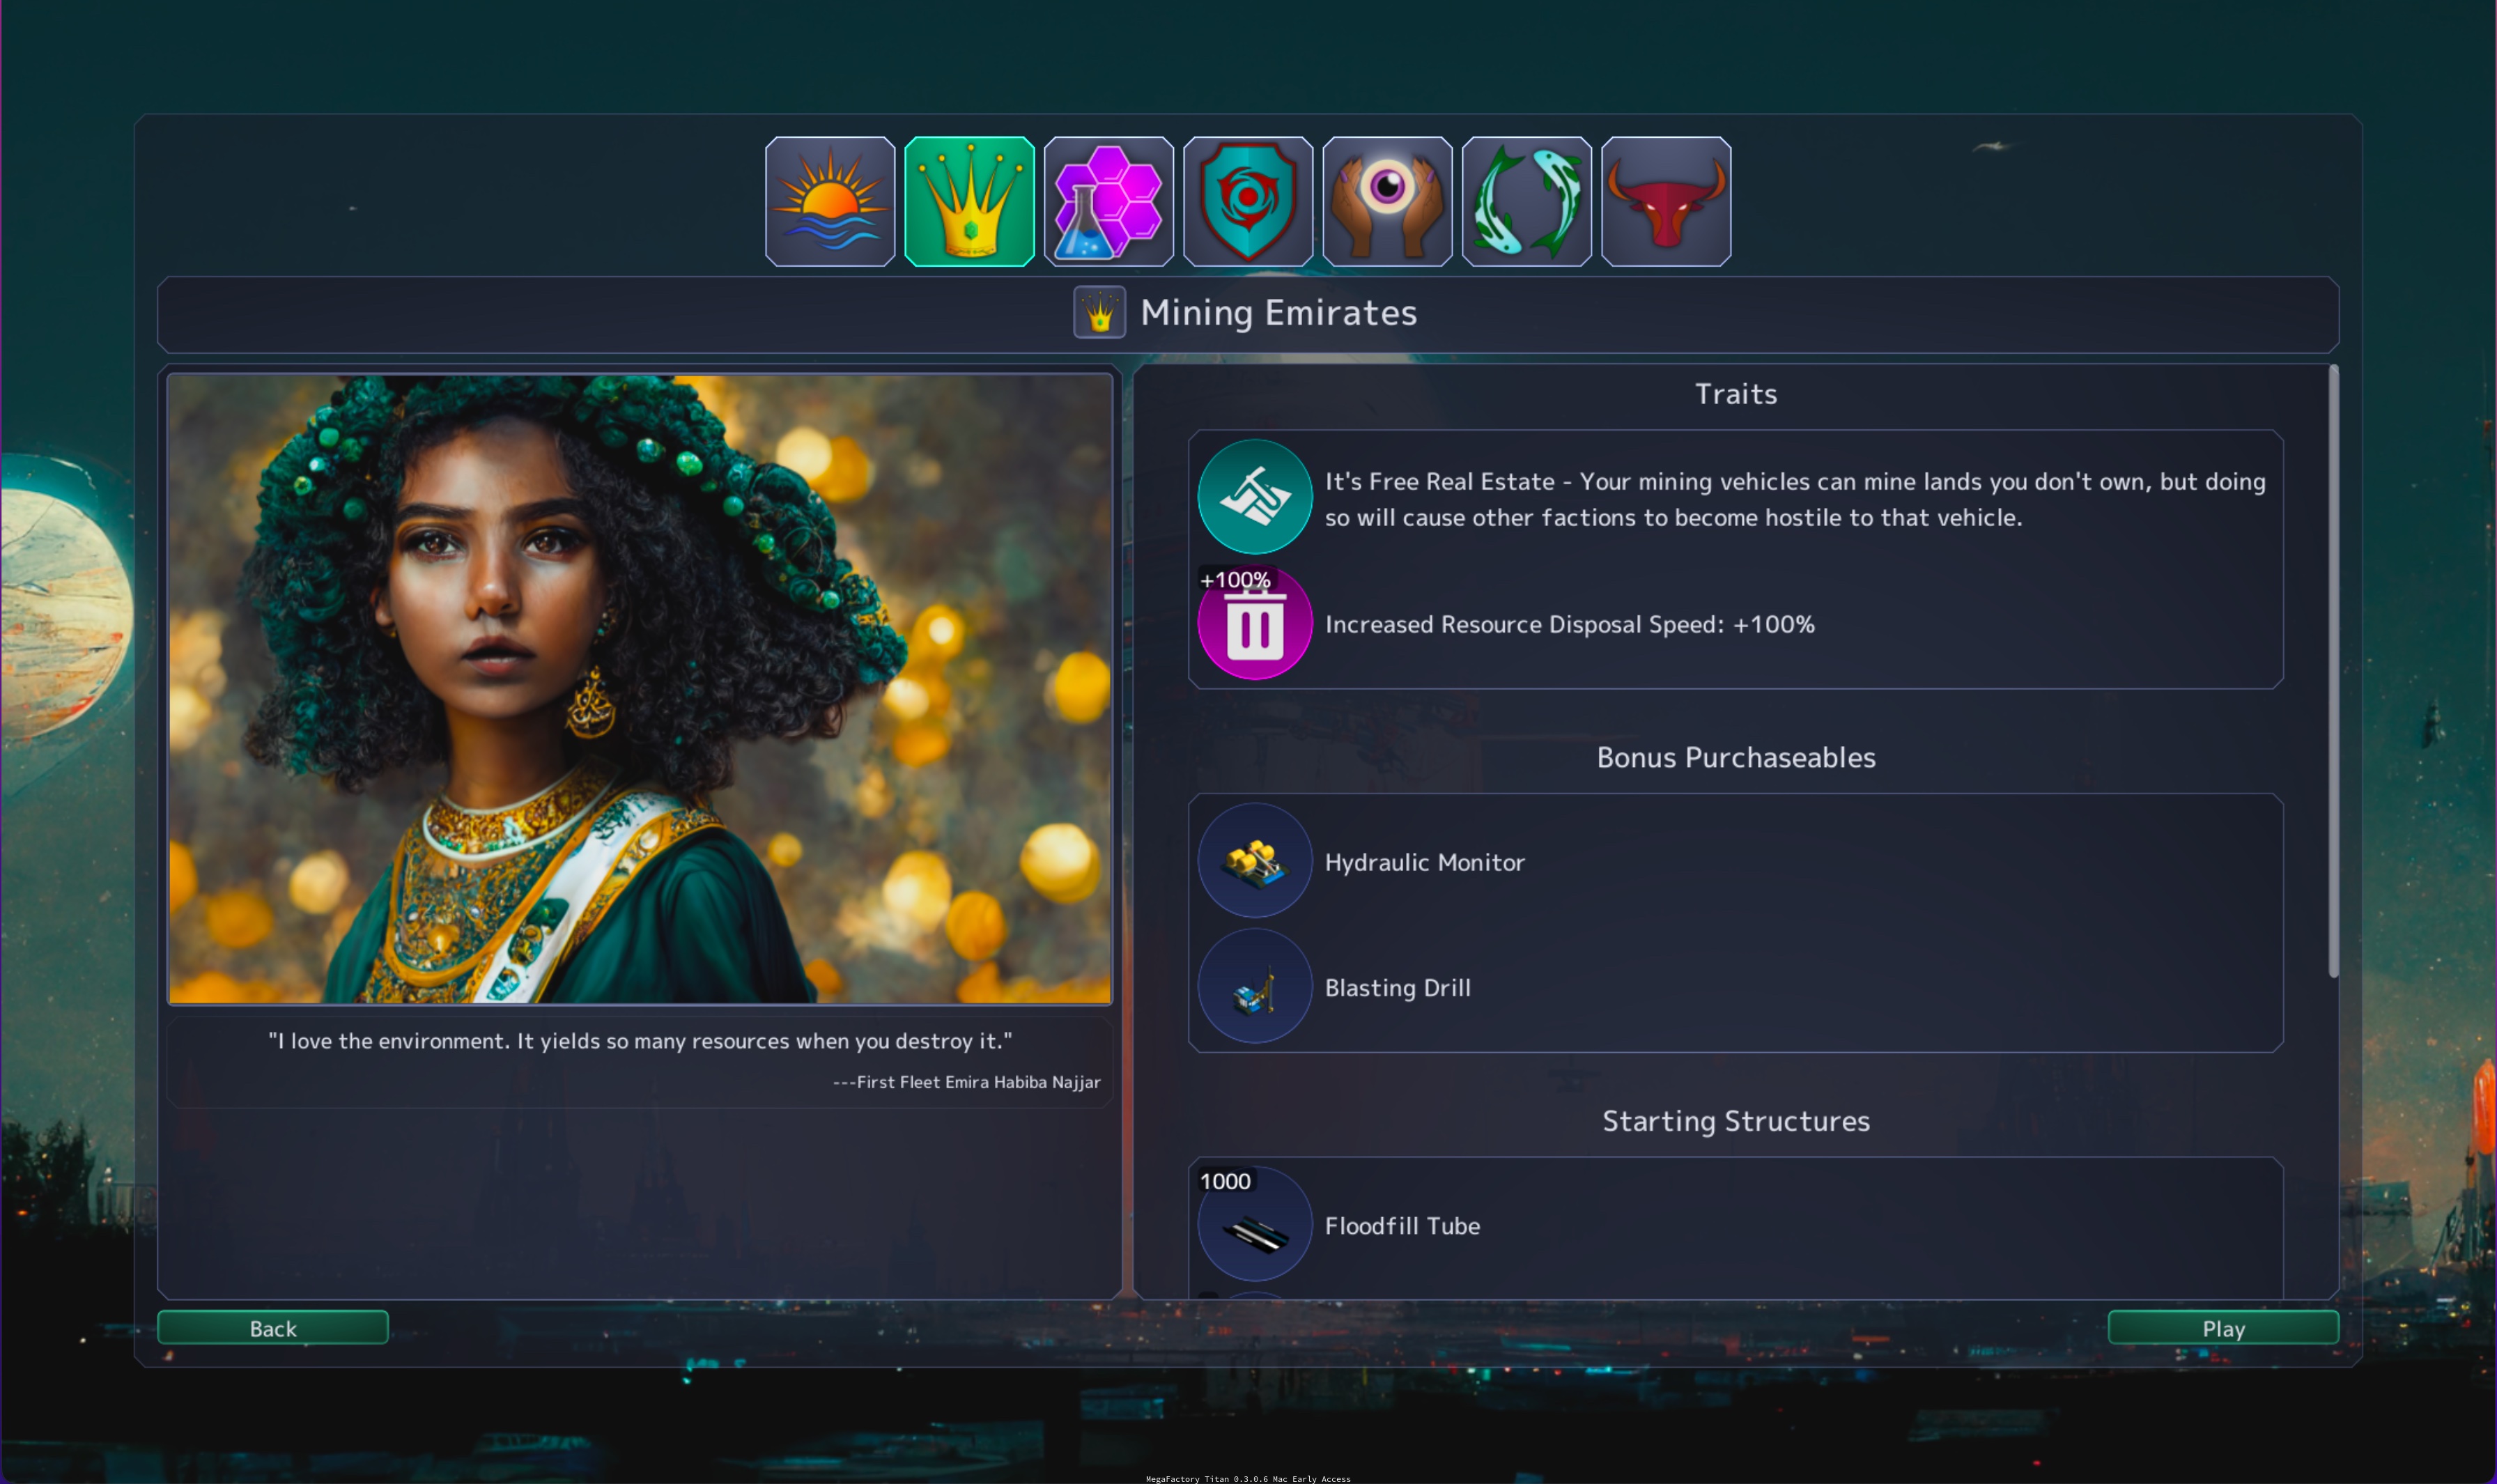 Mining Emirates
"I love the environment. It yields so many resources when you destroy it."
---First Fleet Emira Habiba Najjar
Traits
It's Free Real Estate - Your mining vehicles can mine lands you don't own, but doing
so will cause other factions to become hostile to that vehicle.
+100%
Increased Resource Disposal Speed: +100%
Bonus Purchaseables
Hydraulic Monitor
Blasting Drill
Starting Structures
1000
Floodfill Tube
Back
Play
MegaFactory Titan 0.3.0.6 Mac Early Access